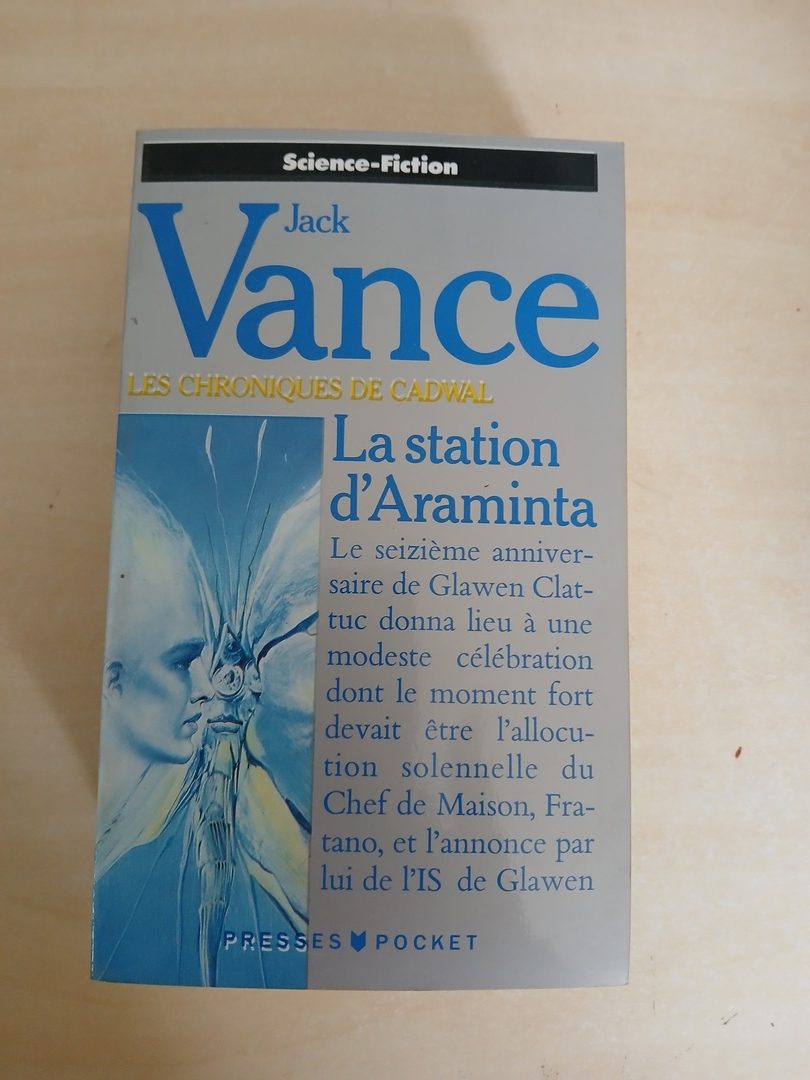 Science-Fiction
Jack
Vance
LES CHRONIQUES DE CADWAL
La station
d'Araminta
Le seizième anniver-
saire de Glawen Clat-
tuc donna lieu à une
modeste célébration
dont le moment fort
devait être l'allocu-
tion solennelle du
Chef de Maison, Fra-
tano, et l'annonce par
lui de l'IS de Glawen
PRESSES POCKET